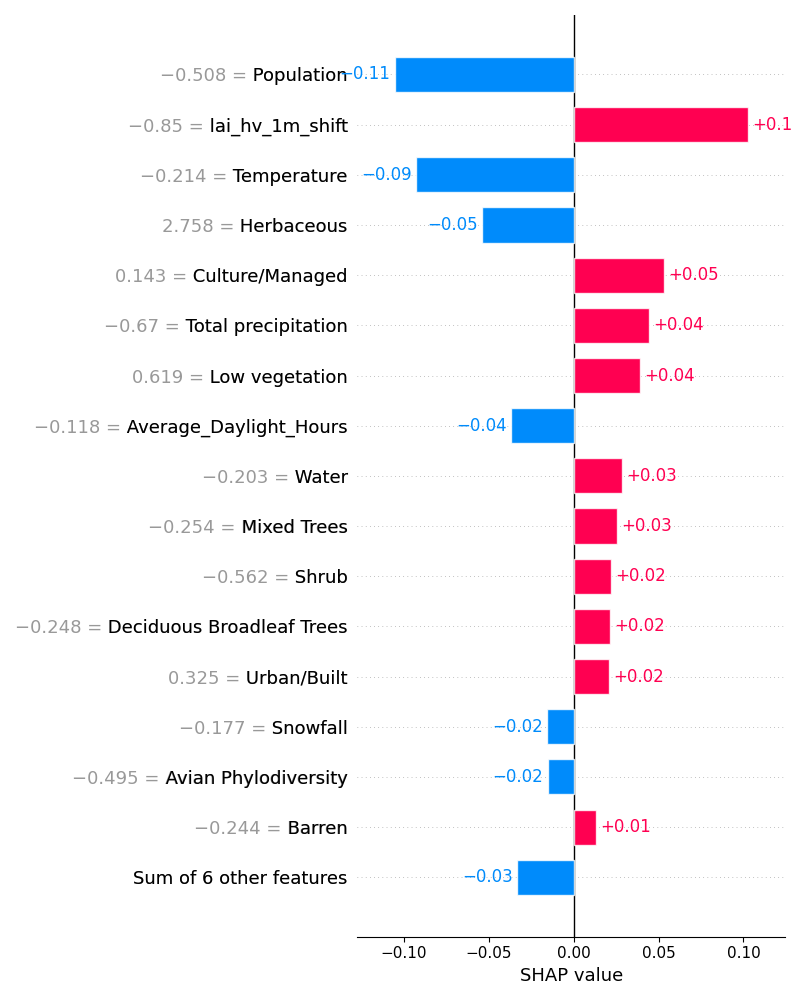 −0.508 = Population −0.11
−0.85 = lai_hv_1m_shift +0.1
−0.214 = Temperature −0.09
2.758 = Herbaceous −0.05
0.143 = Culture/Managed +0.05
−0.67 = Total precipitation +0.04
0.619 = Low vegetation +0.04
−0.118 = Average_Daylight_Hours −0.04
−0.203 = Water +0.03
−0.254 = Mixed Trees +0.03
−0.562 = Shrub +0.02
−0.248 = Deciduous Broadleaf Trees +0.02
0.325 = Urban/Built +0.02
−0.177 = Snowfall −0.02
−0.495 = Avian Phylodiversity −0.02
−0.244 = Barren +0.01
Sum of 6 other features −0.03
−0.10 −0.05 0.00 0.05 0.10
SHAP value